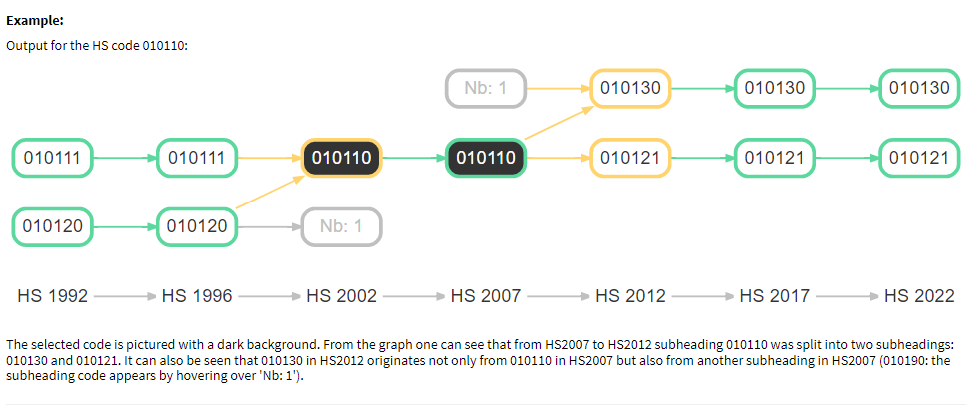 Example:
Output for the HS code 010110:
Nb: 1 010130 010130 010130
010111 010111 010110 010110 010121 010121 010121
010120 010120 Nb: 1
HS 1992 HS 1996 HS 2002 HS 2007 HS 2012 HS 2017 HS 2022
The selected code is pictured with a dark background. From the graph one can see that from HS2007 to HS2012 subheading 010110 was split into two subheadings:
010130 and 010121. It can also be seen that 010130 in HS2012 originates not only from 010110 in HS2007 but also from another subheading in HS2007 (010190: the
subheading code appears by hovering over 'Nb: 1').